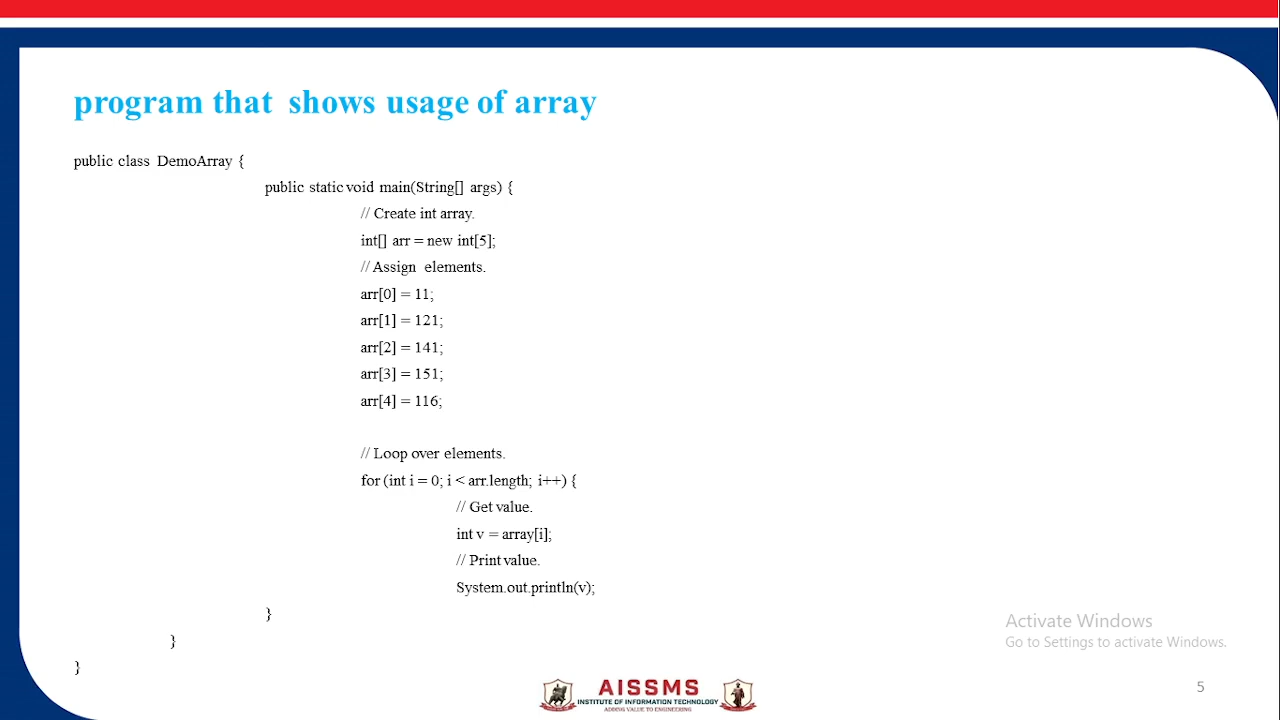 program that shows usage of array
public class DemoArray {
public static void main(String[] args) {
// Create int array.
int[] arr = new int[5];
// Assign elements.
arr[0] = 11;
arr[1] = 121;
arr[2] = 141;
arr[3] = 151;
arr[4] = 116;
// Loop over elements.
for (int i = 0; i < arr.length; i++) {
// Get value.
int v = array[i];
// Print value.
System.out.println(v);
}
}
}
Activate Windows
Go to Settings to activate Windows.
AISSMS
INSTITUTE OF INFORMATION TECHNOLOGY
ADDING VALUE TO ENGINEERING
5